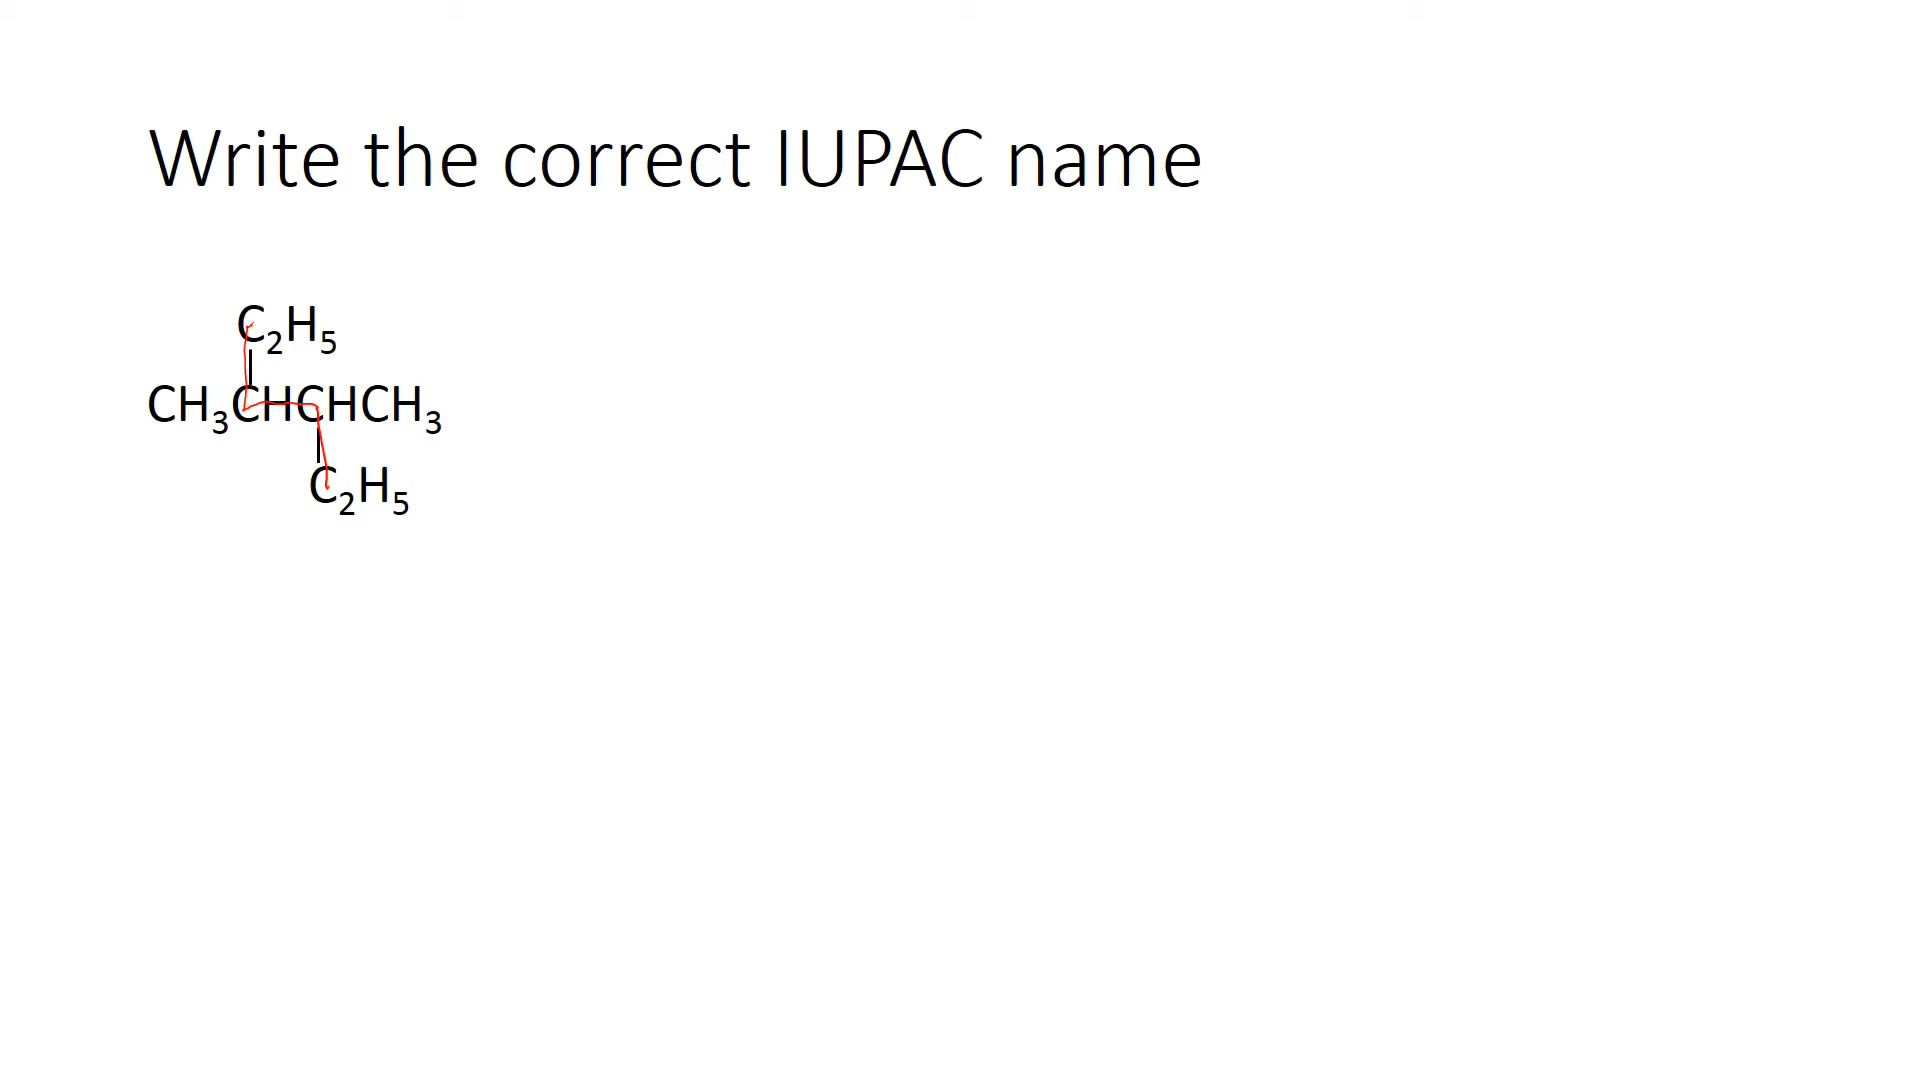 Write the correct IUPAC name
C₂H₅
CH₃CHCHCH₃
C₂H₅